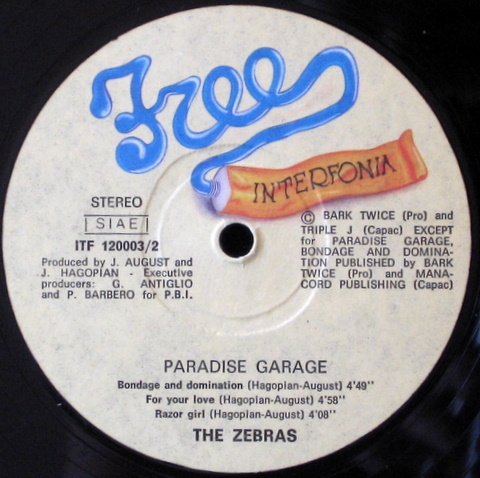 Free
INTERFONIA
STEREO
SIAE
ITF 120003/2
Produced by J. AUGUST and
J. HAGOPIAN - Executive
producers: G. ANTIGLIO
and P. BARBERO for P.B.I.
© BARK TWICE (Pro) and
TRIPLE J (Capac) EXCEPT
for PARADISE GARAGE,
BONDAGE AND DOMINA-
TION PUBLISHED by BARK
TWICE (Pro) and MANA-
CORD PUBLISHING (Capac)
PARADISE GARAGE
Bondage and domination (Hagopian-August) 4'49"
For your love (Hagopian-August) 4'58"
Razor girl (Hagopian-August) 4'08"
THE ZEBRAS